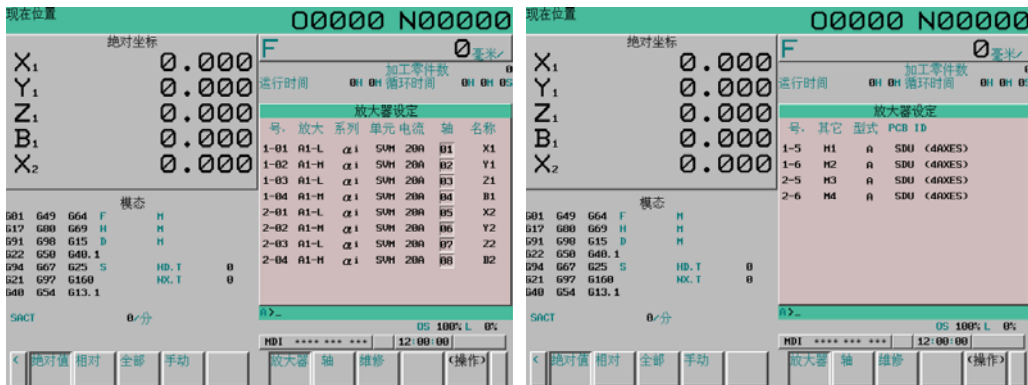 现在位置 O0000 N00000
绝对坐标
X1 0.000
Y1 0.000
Z1 0.000
B1 0.000
X2 0.000
F 0毫米/
加工零件数 0
运行时间 0H 0M 循环时间 0H 0M 0S
放大器设定
号. 放大 系列 单元 电流 轴 名称
1-01 A1-L αi SVM 20A 01 X1
1-02 A1-M αi SVM 20A 02 Y1
1-03 A1-L αi SVM 20A 03 Z1
1-04 A1-M αi SVM 20A 04 B1
2-01 A1-L αi SVM 20A 05 X2
2-02 A1-M αi SVM 20A 06 Y2
2-03 A1-L αi SVM 20A 07 Z2
2-04 A1-M αi SVM 20A 08 B2
模态
G01 G49 G64 F M
G17 G80 G69 H M
G91 G98 G15 D M
G22 G50 G40.1
G94 G67 G25 S HD.T 0
G21 G97 G160 NX.T 0
G40 G54 G13.1
SACT 0/分
A>_
OS 100% L 0%
MDI **** *** *** 12:00:00
< 绝对值 相对 全部 手动 放大器 轴 维修 (操作)
现在位置 O0000 N00000
绝对坐标
X1 0.000
Y1 0.000
Z1 0.000
B1 0.000
X2 0.000
F 0毫米/
加工零件数 0
运行时间 0H 0M 循环时间 0H 0M 0S
放大器设定
号. 其它 型式 PCB ID
1-5 M1 A SDU (4AXES)
1-6 M2 A SDU (4AXES)
2-5 M3 A SDU (4AXES)
2-6 M4 A SDU (4AXES)
模态
G01 G49 G64 F M
G17 G80 G69 H M
G91 G98 G15 D M
G22 G50 G40.1
G94 G67 G25 S HD.T 0
G21 G97 G160 NX.T 0
G40 G54 G13.1
SACT 0/分
A>_
OS 100% L 0%
MDI **** *** *** 12:00:00
< 绝对值 相对 全部 手动 放大器 轴 维修 (操作)